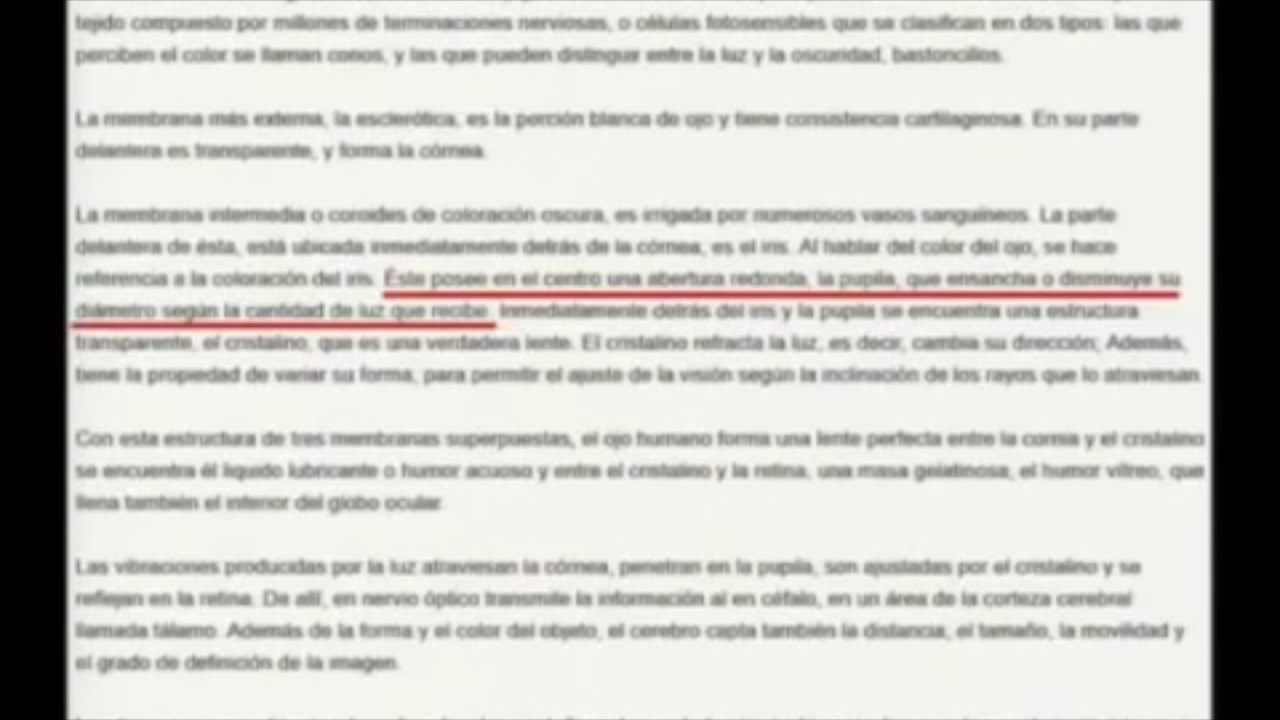 tejido compuesto por millones de terminaciones nerviosas, o células fotosensibles que se clasifican en dos tipos: las que
perciben el color se llaman conos, y las que pueden distinguir entre la luz y la oscuridad, bastoncillos.
La membrana más externa, la esclerótica, es la porción blanca de ojo y tiene consistencia cartilaginosa. En su parte
delantera es transparente, y forma la córnea.
La membrana intermedia o coroides de coloración oscura, es irrigada por numerosos vasos sanguíneos. La parte
delantera de ésta, está ubicada inmediatamente detrás de la córnea, es el iris. Al hablar del color del ojo, se hace
referencia a la coloración del iris. Éste posee en el centro una abertura redonda, la pupila, que ensancha o disminuye su
diámetro según la cantidad de luz que recibe. Inmediatamente detrás del iris y la pupila se encuentra una estructura
transparente, el cristalino, que es una verdadera lente. El cristalino refracta la luz, es decir, cambia su dirección; Además,
tiene la propiedad de variar su forma, para permitir el ajuste de la visión según la inclinación de los rayos que lo atraviesan.
Con esta estructura de tres membranas superpuestas, el ojo humano forma una lente perfecta entre la cornia y el cristalino
se encuentra él liquido lubricante o humor acuoso y entre el cristalino y la retina, una masa gelatinosa, el humor vítreo, que
llena también el interior del globo ocular.
Las vibraciones producidas por la luz atraviesan la córnea, penetran en la pupila, son ajustadas por el cristalino y se
reflejan en la retina. De allí, en nervio óptico transmite la información al en céfalo, en un área de la corteza cerebral
llamada tálamo. Además de la forma y el color del objeto, el cerebro capta también la distancia, el tamaño, la movilidad y
el grado de definición de la imagen.